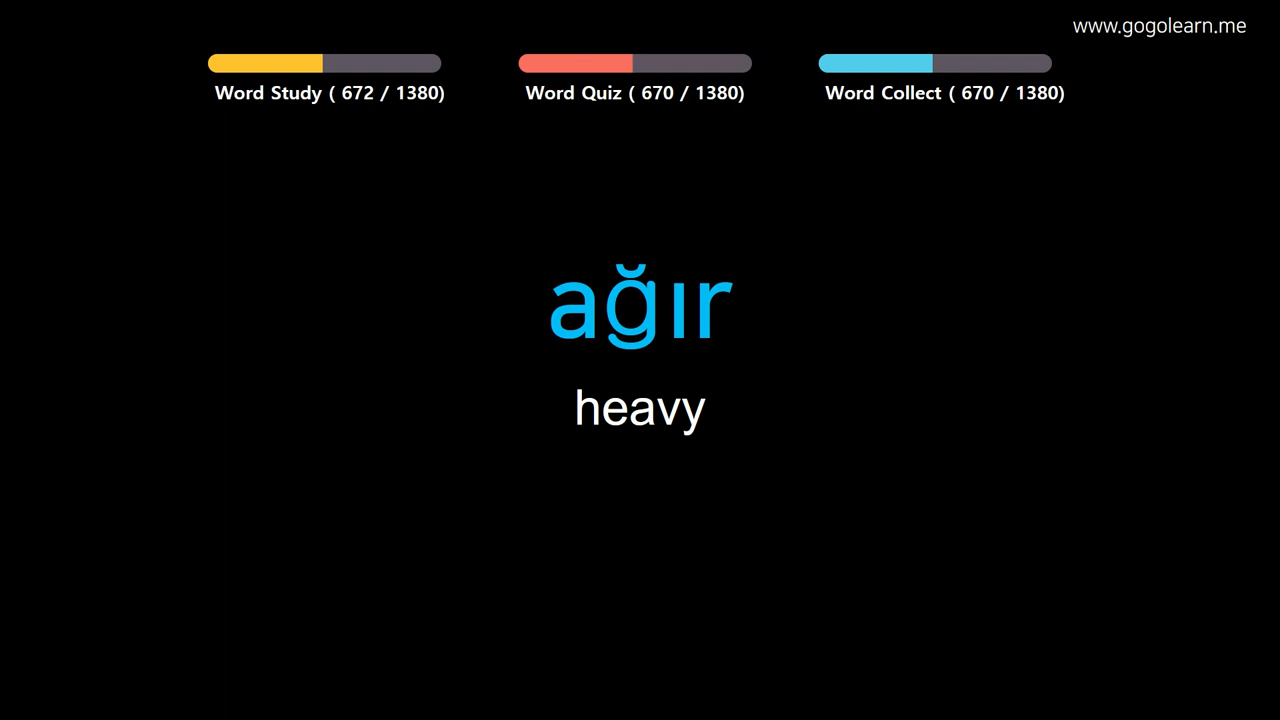 www.gogolearn.me
Word Study ( 672 / 1380)
Word Quiz ( 670 / 1380)
Word Collect ( 670 / 1380)
ağır
heavy